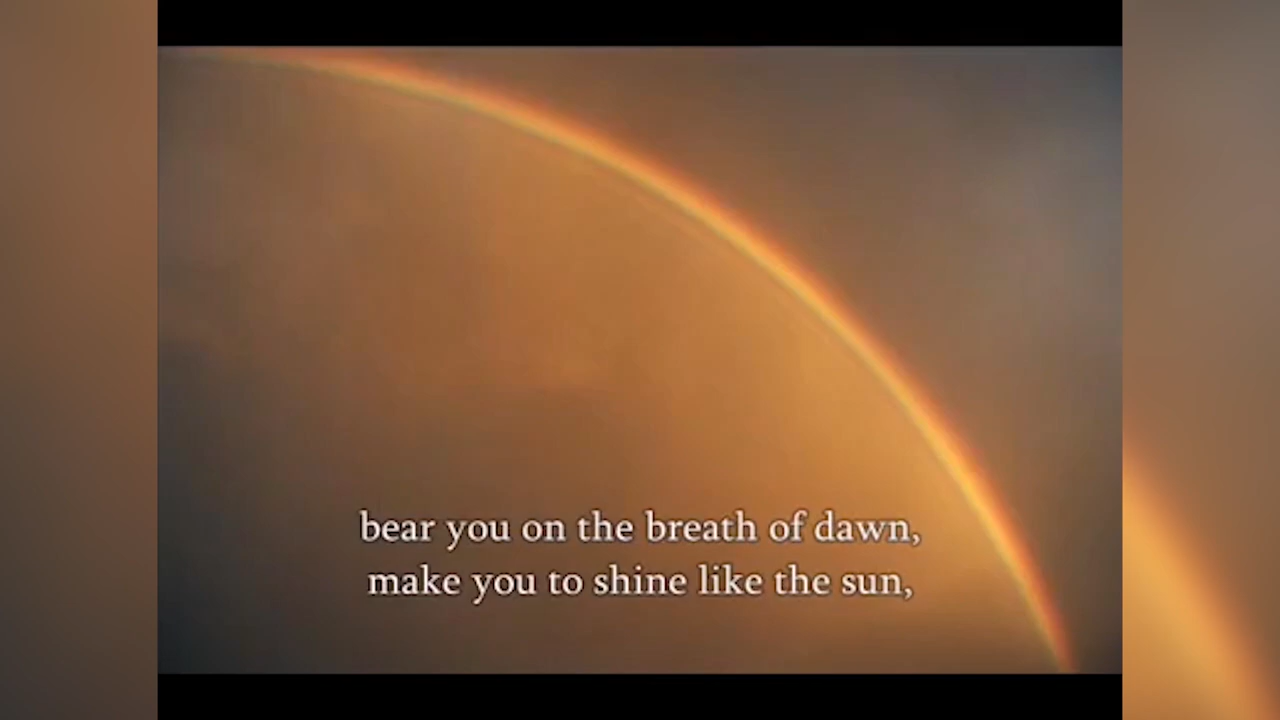 bear you on the breath of dawn,
make you to shine like the sun,